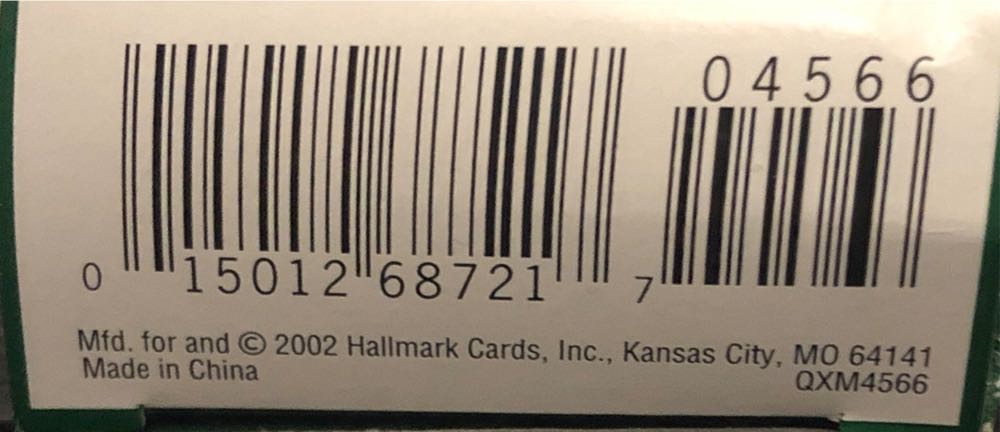 04566
0 15012 68721 7
Mfd. for and © 2002 Hallmark Cards, Inc., Kansas City, MO 64141
Made in China
QXM4566